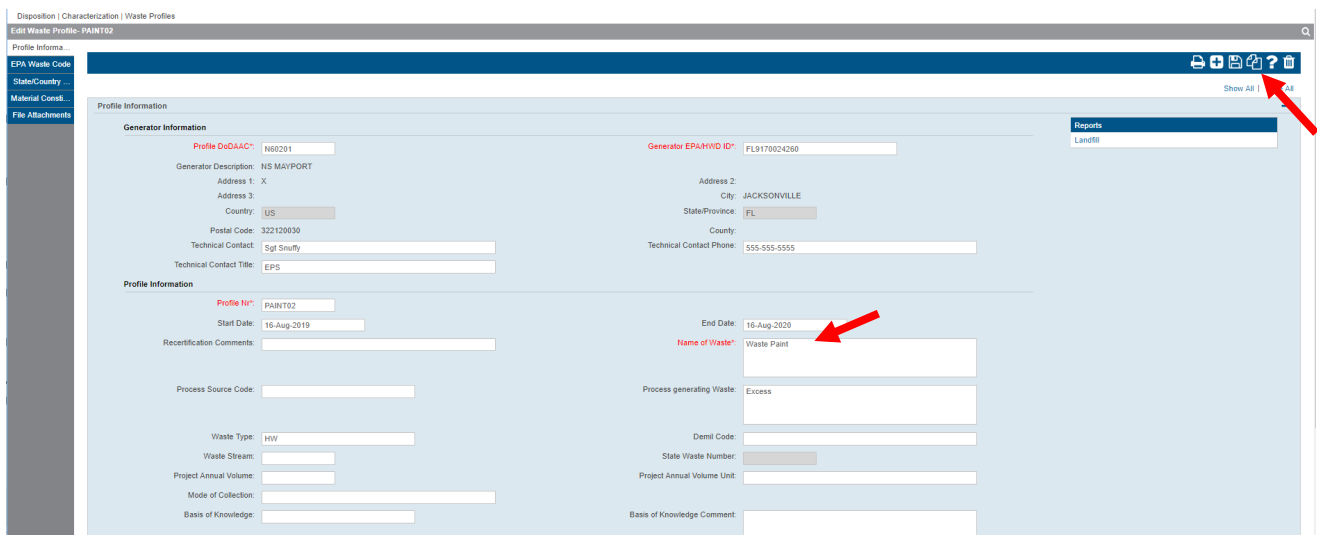 Disposition | Characterization | Waste Profiles
Edit Waste Profile- PAINT02
Profile Informa...
EPA Waste Code
State/Country ...
Material Consti...
File Attachments
?
Show All | All
Profile Information
Generator Information
Reports
Landfill
Profile DoDAAC*: N60201 Generator EPA/HWD ID*: FL9170024260
Generator Description: NS MAYPORT
Address 1: X Address 2:
Address 3: City: JACKSONVILLE
Country: US State/Province: FL
Postal Code: 322120030 County:
Technical Contact: Sgt Snuffy Technical Contact Phone: 555-555-5555
Technical Contact Title: EPS
Profile Information
Profile Nr*: PAINT02
Start Date: 16-Aug-2019 End Date: 16-Aug-2020
Recertification Comments: Name of Waste*: Waste Paint
Process Source Code: Process generating Waste: Excess
Waste Type: HW Demil Code:
Waste Stream: State Waste Number:
Project Annual Volume: Project Annual Volume Unit:
Mode of Collection:
Basis of Knowledge: Basis of Knowledge Comment: